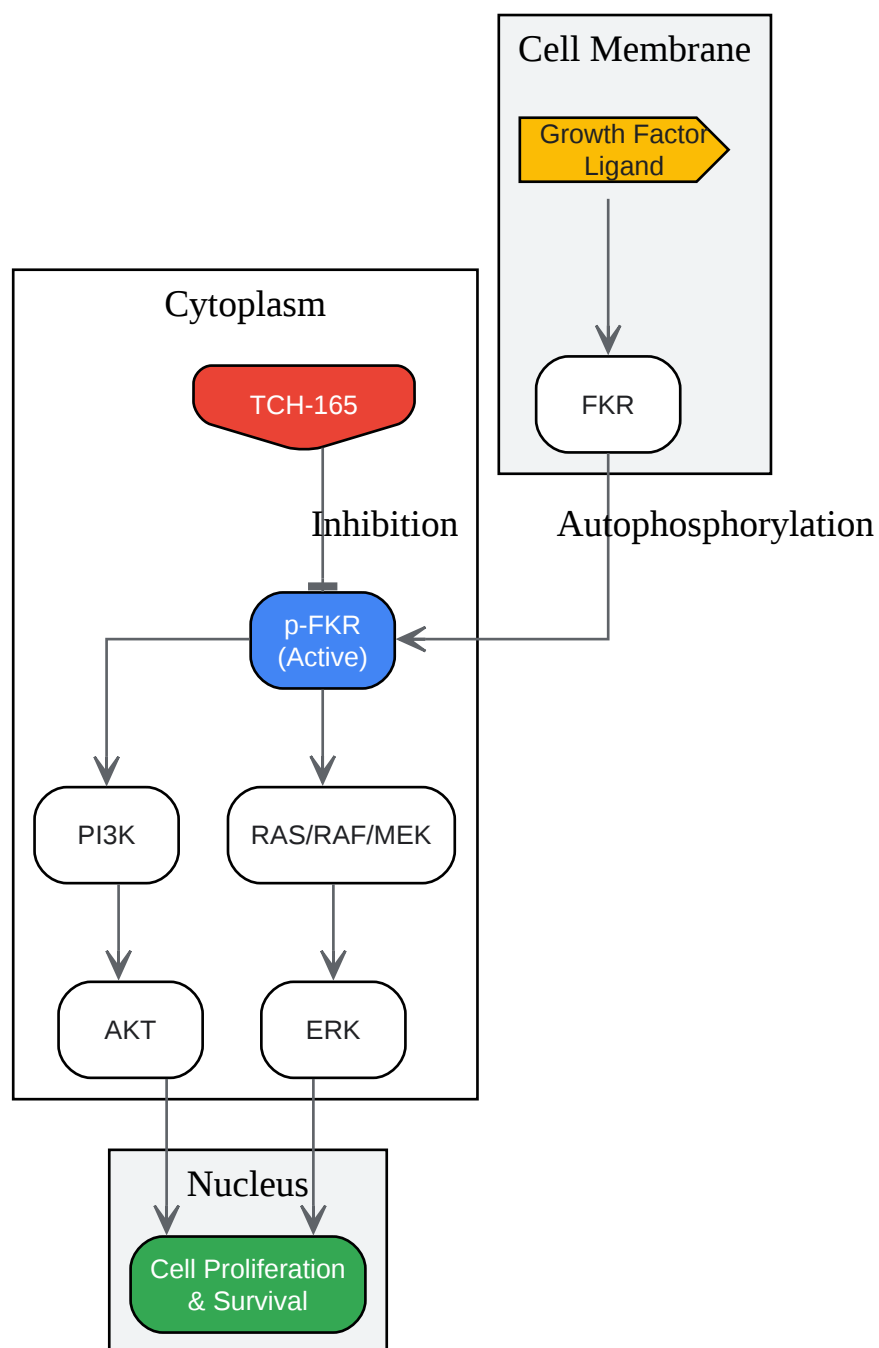 Cell Membrane
Growth Factor
Ligand
FKR
Autophosphorylation
Cytoplasm
TCH-165
Inhibition
p-FKR
(Active)
PI3K
RAS/RAF/MEK
AKT
ERK
Nucleus
Cell Proliferation
& Survival